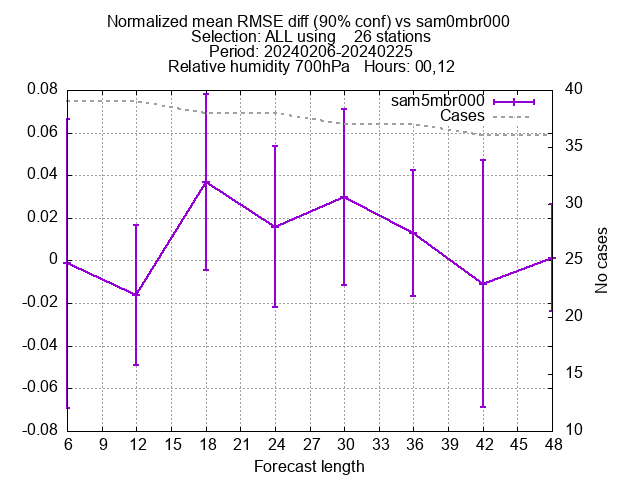 Normalized mean RMSE diff (90% conf) vs sam0mbr000
Selection: ALL using    26 stations
Period: 20240206-20240225
Relative humidity 700hPa   Hours: 00,12
sam5mbr000
Cases
0.08
0.06
0.04
0.02
0
-0.02
-0.04
-0.06
-0.08
40
35
30
25
20
15
10
No cases
6 9 12 15 18 21 24 27 30 33 36 39 42 45 48
Forecast length